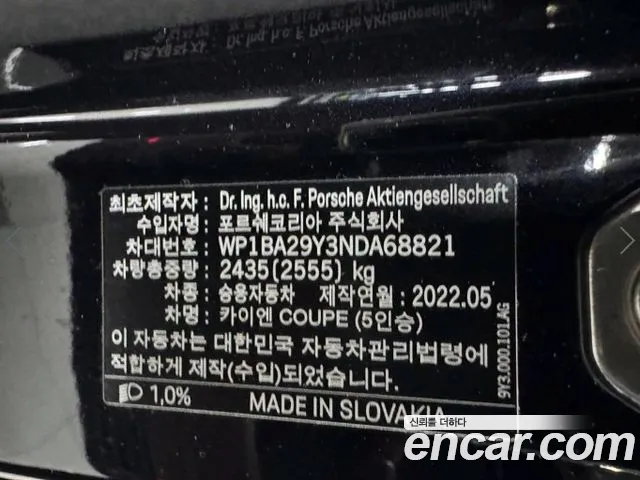 최초제작자 : Dr. Ing. h.c. F. Porsche Aktiengesellschaft
수입자명 : 포르쉐코리아 주식회사
차대번호 : WP1BA29Y3NDA68821
차량총중량 : 2435(2555) kg
차종 : 승용자동차 제작연월 : 2022.05
차명 : 카이엔 COUPE (5인승)
이 자동차는 대한민국 자동차관리법령에
적합하게 제작(수입)되었습니다.
1.0% MADE IN SLOVAKIA
9Y3.000.101.AG
신뢰를 더하다
encar.com